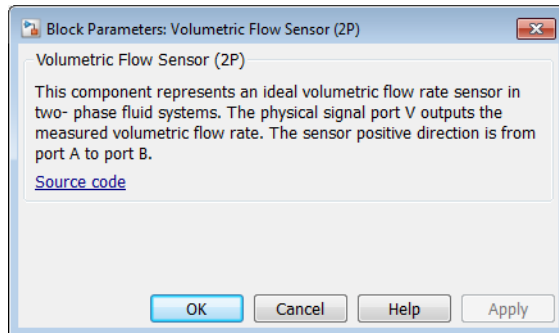 Block Parameters: Volumetric Flow Sensor (2P)
Volumetric Flow Sensor (2P)
This component represents an ideal volumetric flow rate sensor in
two- phase fluid systems. The physical signal port V outputs the
measured volumetric flow rate. The sensor positive direction is from
port A to port B.
Source code
OK Cancel Help Apply